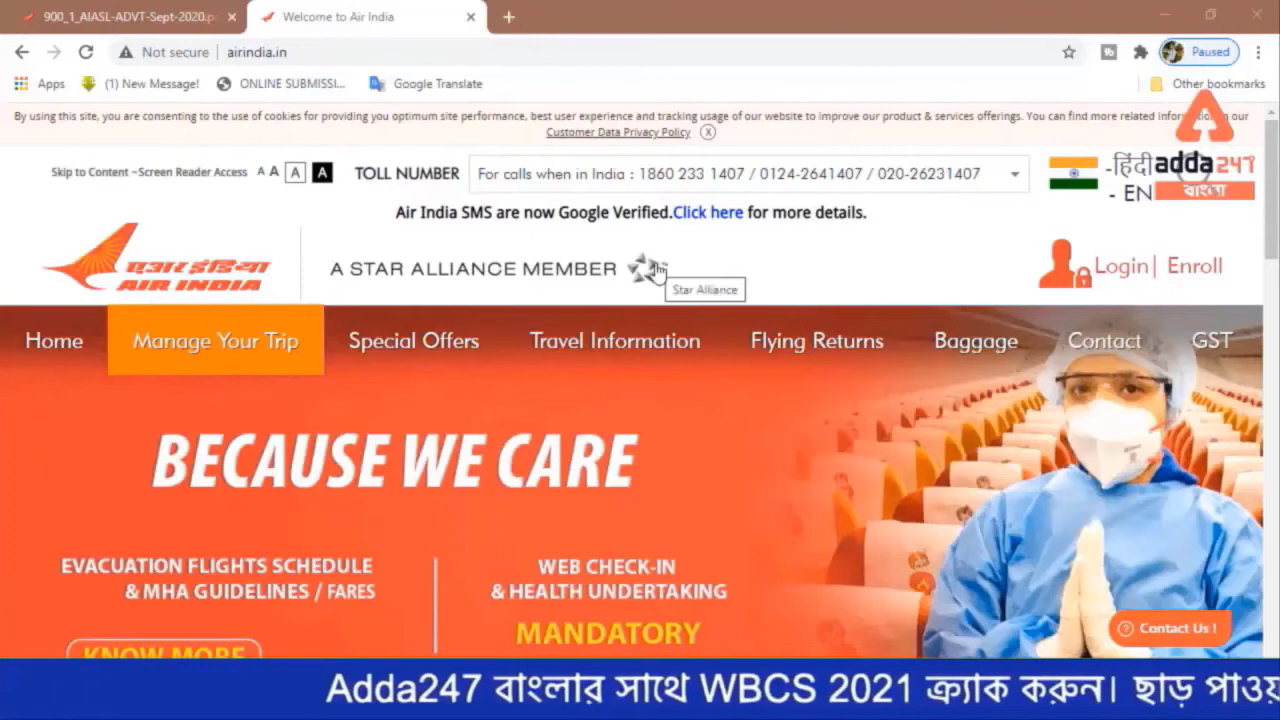 900_1_AIASL-ADVT-Sept-2020.p
Welcome to Air India
Not secure
airindia.in
Paused
Apps
(1) New Message!
ONLINE SUBMISSI...
Google Translate
Other bookmarks
By using this site, you are consenting to the use of cookies for providing you optimum site performance, best user experience and tracking usage of our website to improve our product & services offerings. You can find more related on our
Customer Data Privacy Policy (X)
Skip to Content –Screen Reader Access A A A A
TOLL NUMBER
For calls when in India : 1860 233 1407 / 0124-2641407 / 020-26231407
-हिंदी
- EN
adda247
বাংলা
Air India SMS are now Google Verified.Click here for more details.
एअर इंडिया
AIR INDIA
A STAR ALLIANCE MEMBER
Star Alliance
Login| Enroll
Home
Manage Your Trip
Special Offers
Travel Information
Flying Returns
Baggage
Contact
GST
BECAUSE WE CARE
EVACUATION FLIGHTS SCHEDULE
& MHA GUIDELINES / FARES
KNOW MORE
WEB CHECK-IN
& HEALTH UNDERTAKING
MANDATORY
Contact Us !
Adda247 বাংলার সাথে WBCS 2021 ক্র্যাক করুন। ছাড়